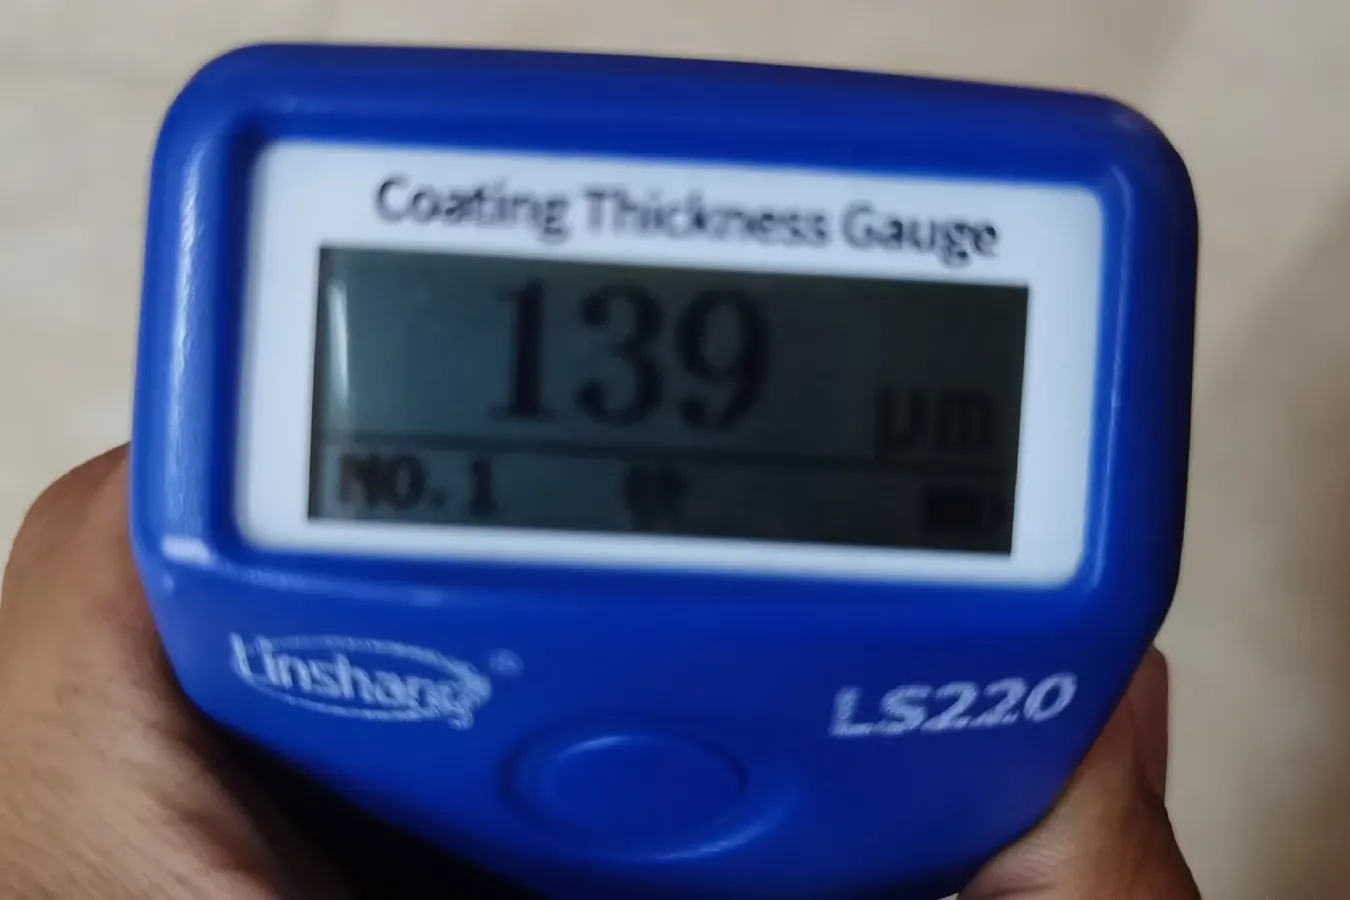 Coating Thickness Gauge
139 μm
NO.1
Linshang ®
LS220